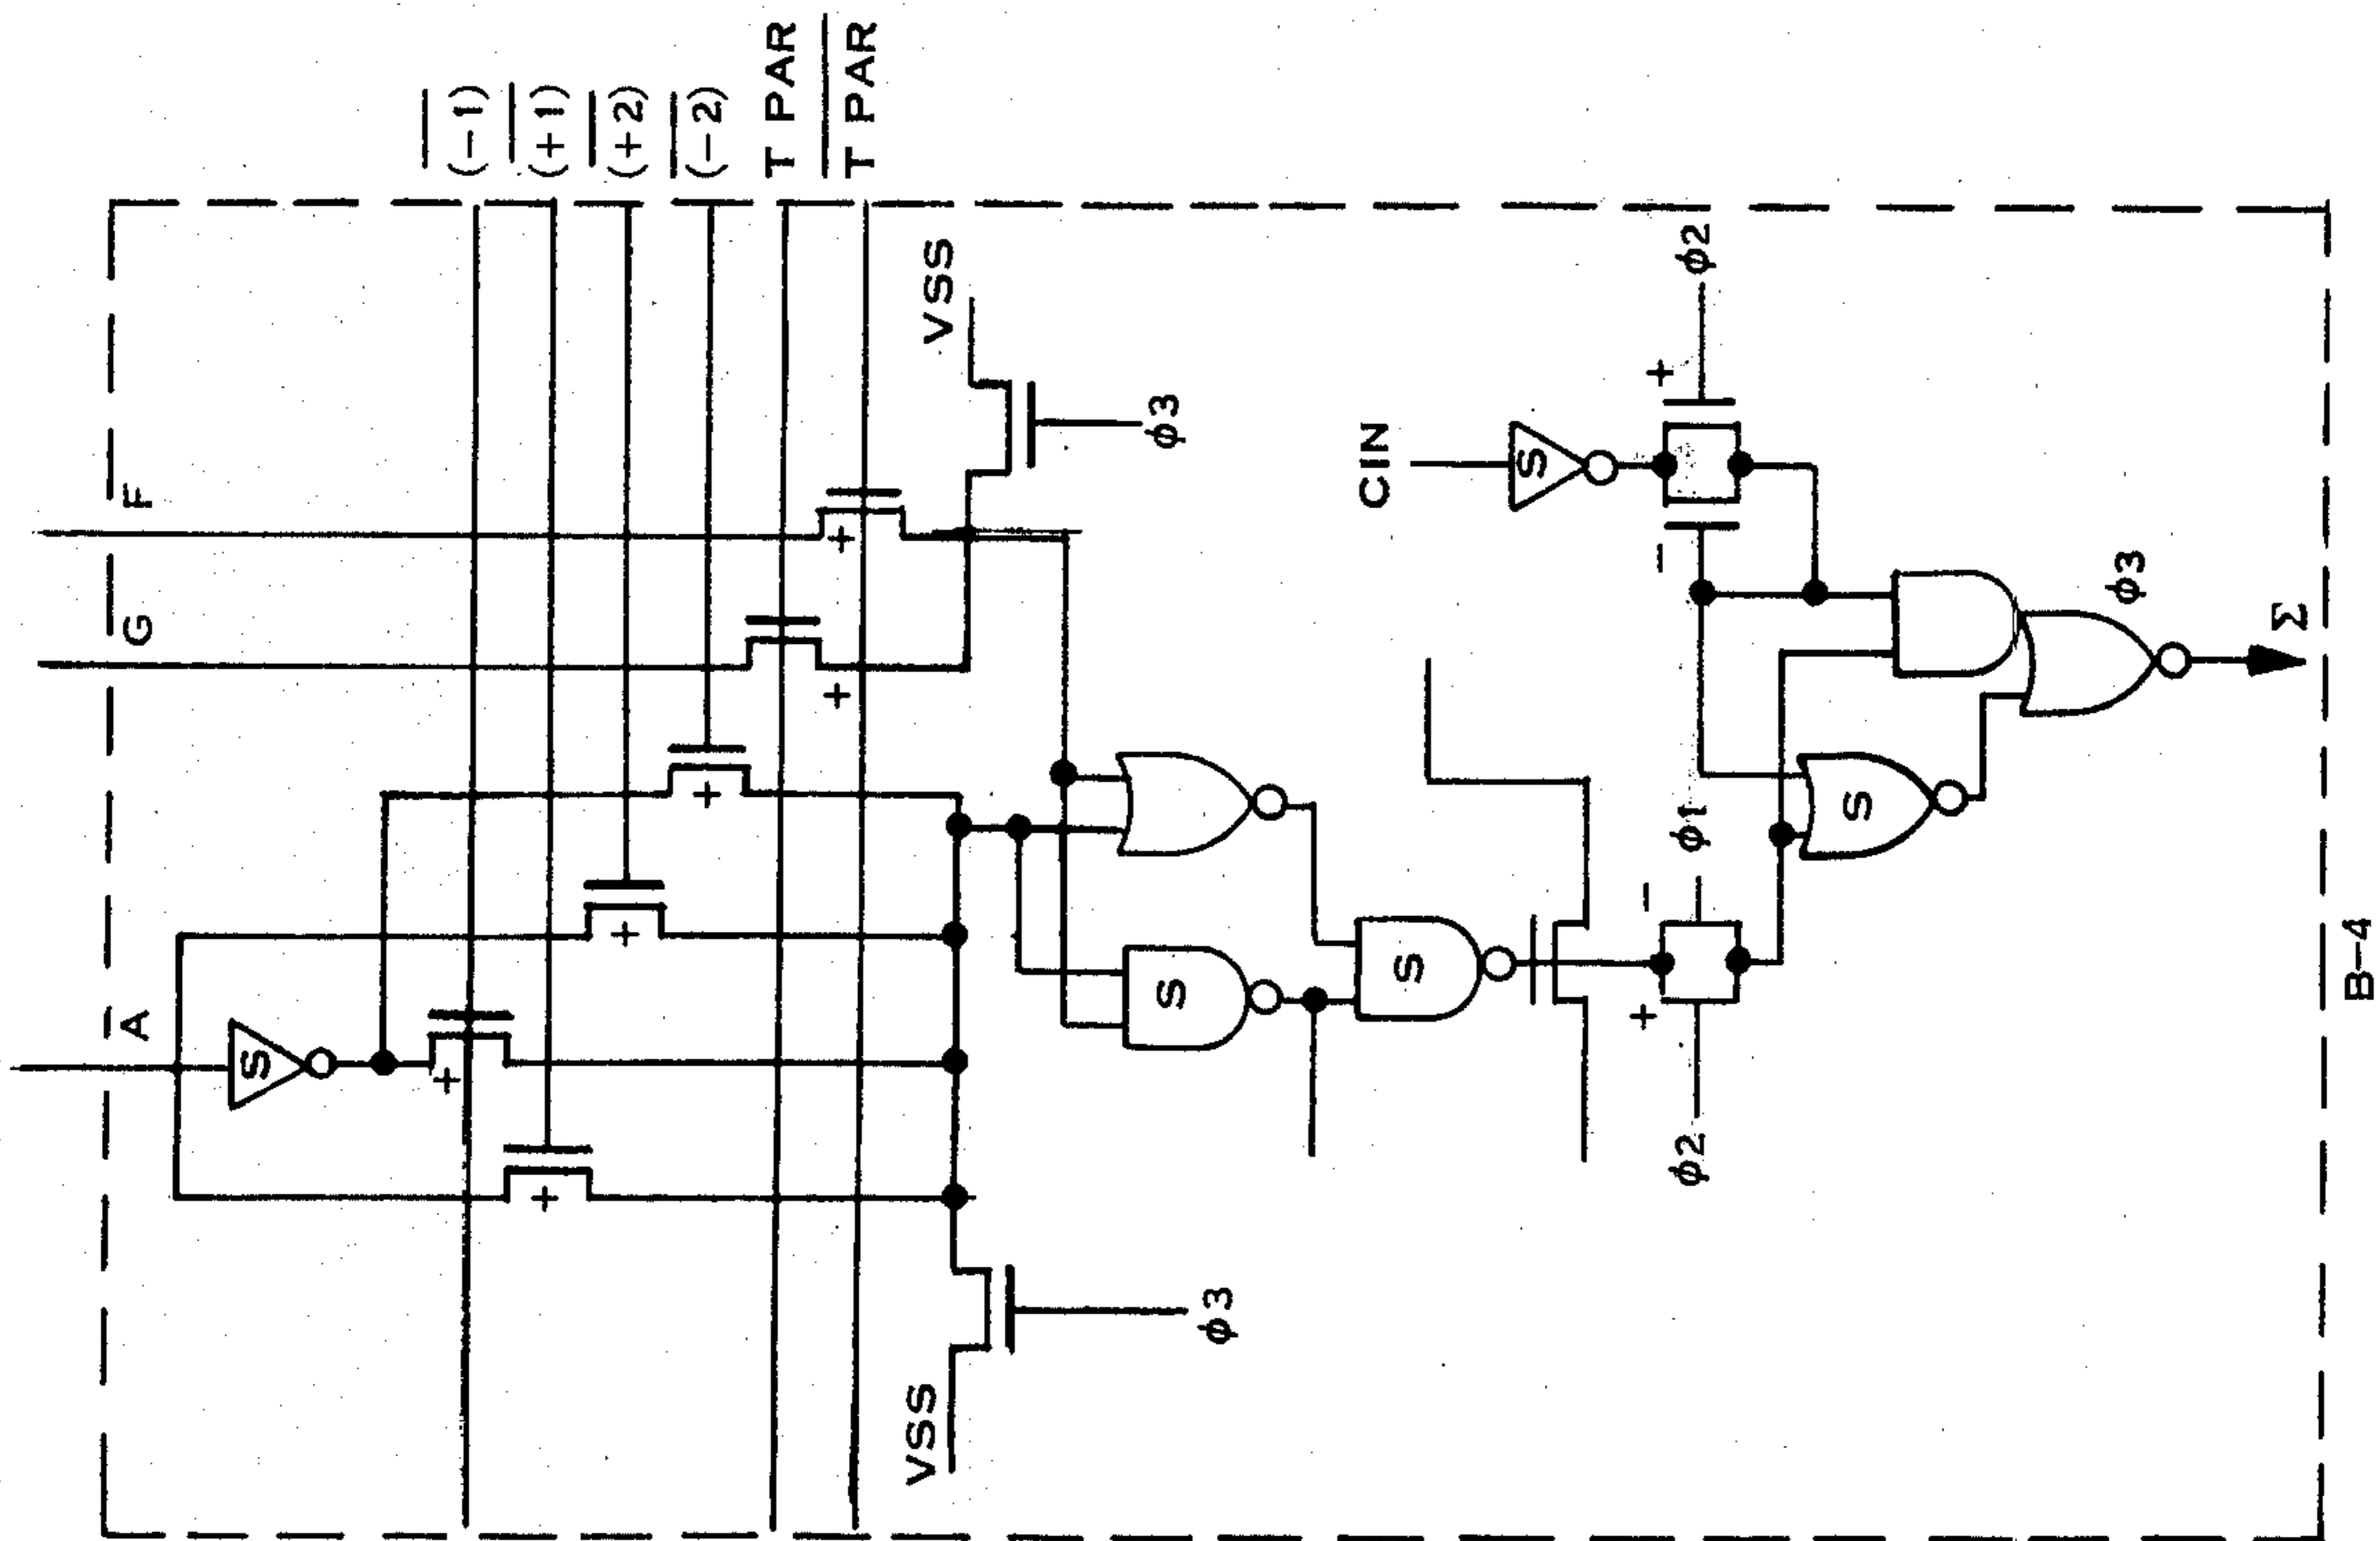 (-1)
(+1)
(+2)
(-2)
T PAR
T PAR
F
G
A
S
+
+
+
+
+
+
VSS
φ3
VSS
φ3
CIN
S
+
-
φ2
S
S
φ1
-
+
φ2
S
φ3
Σ
B-4